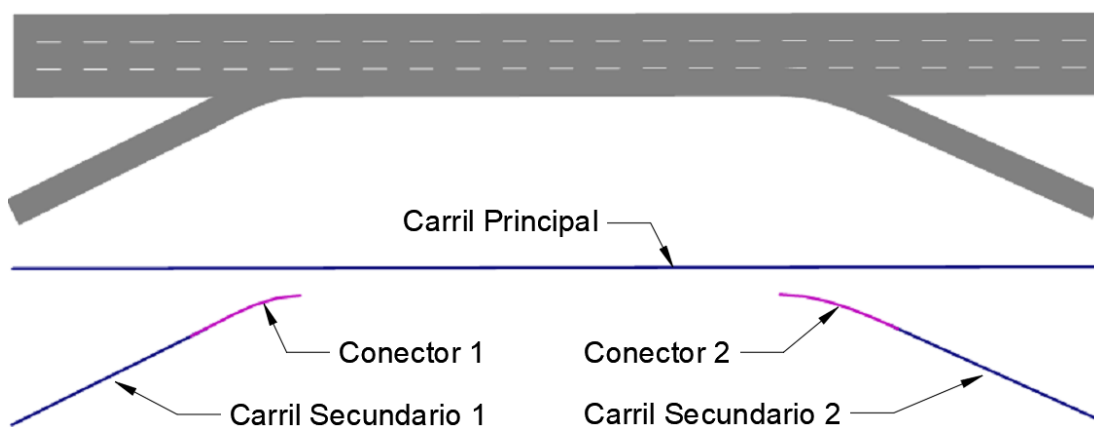 Carril Principal
Conector 1
Conector 2
Carril Secundario 1
Carril Secundario 2